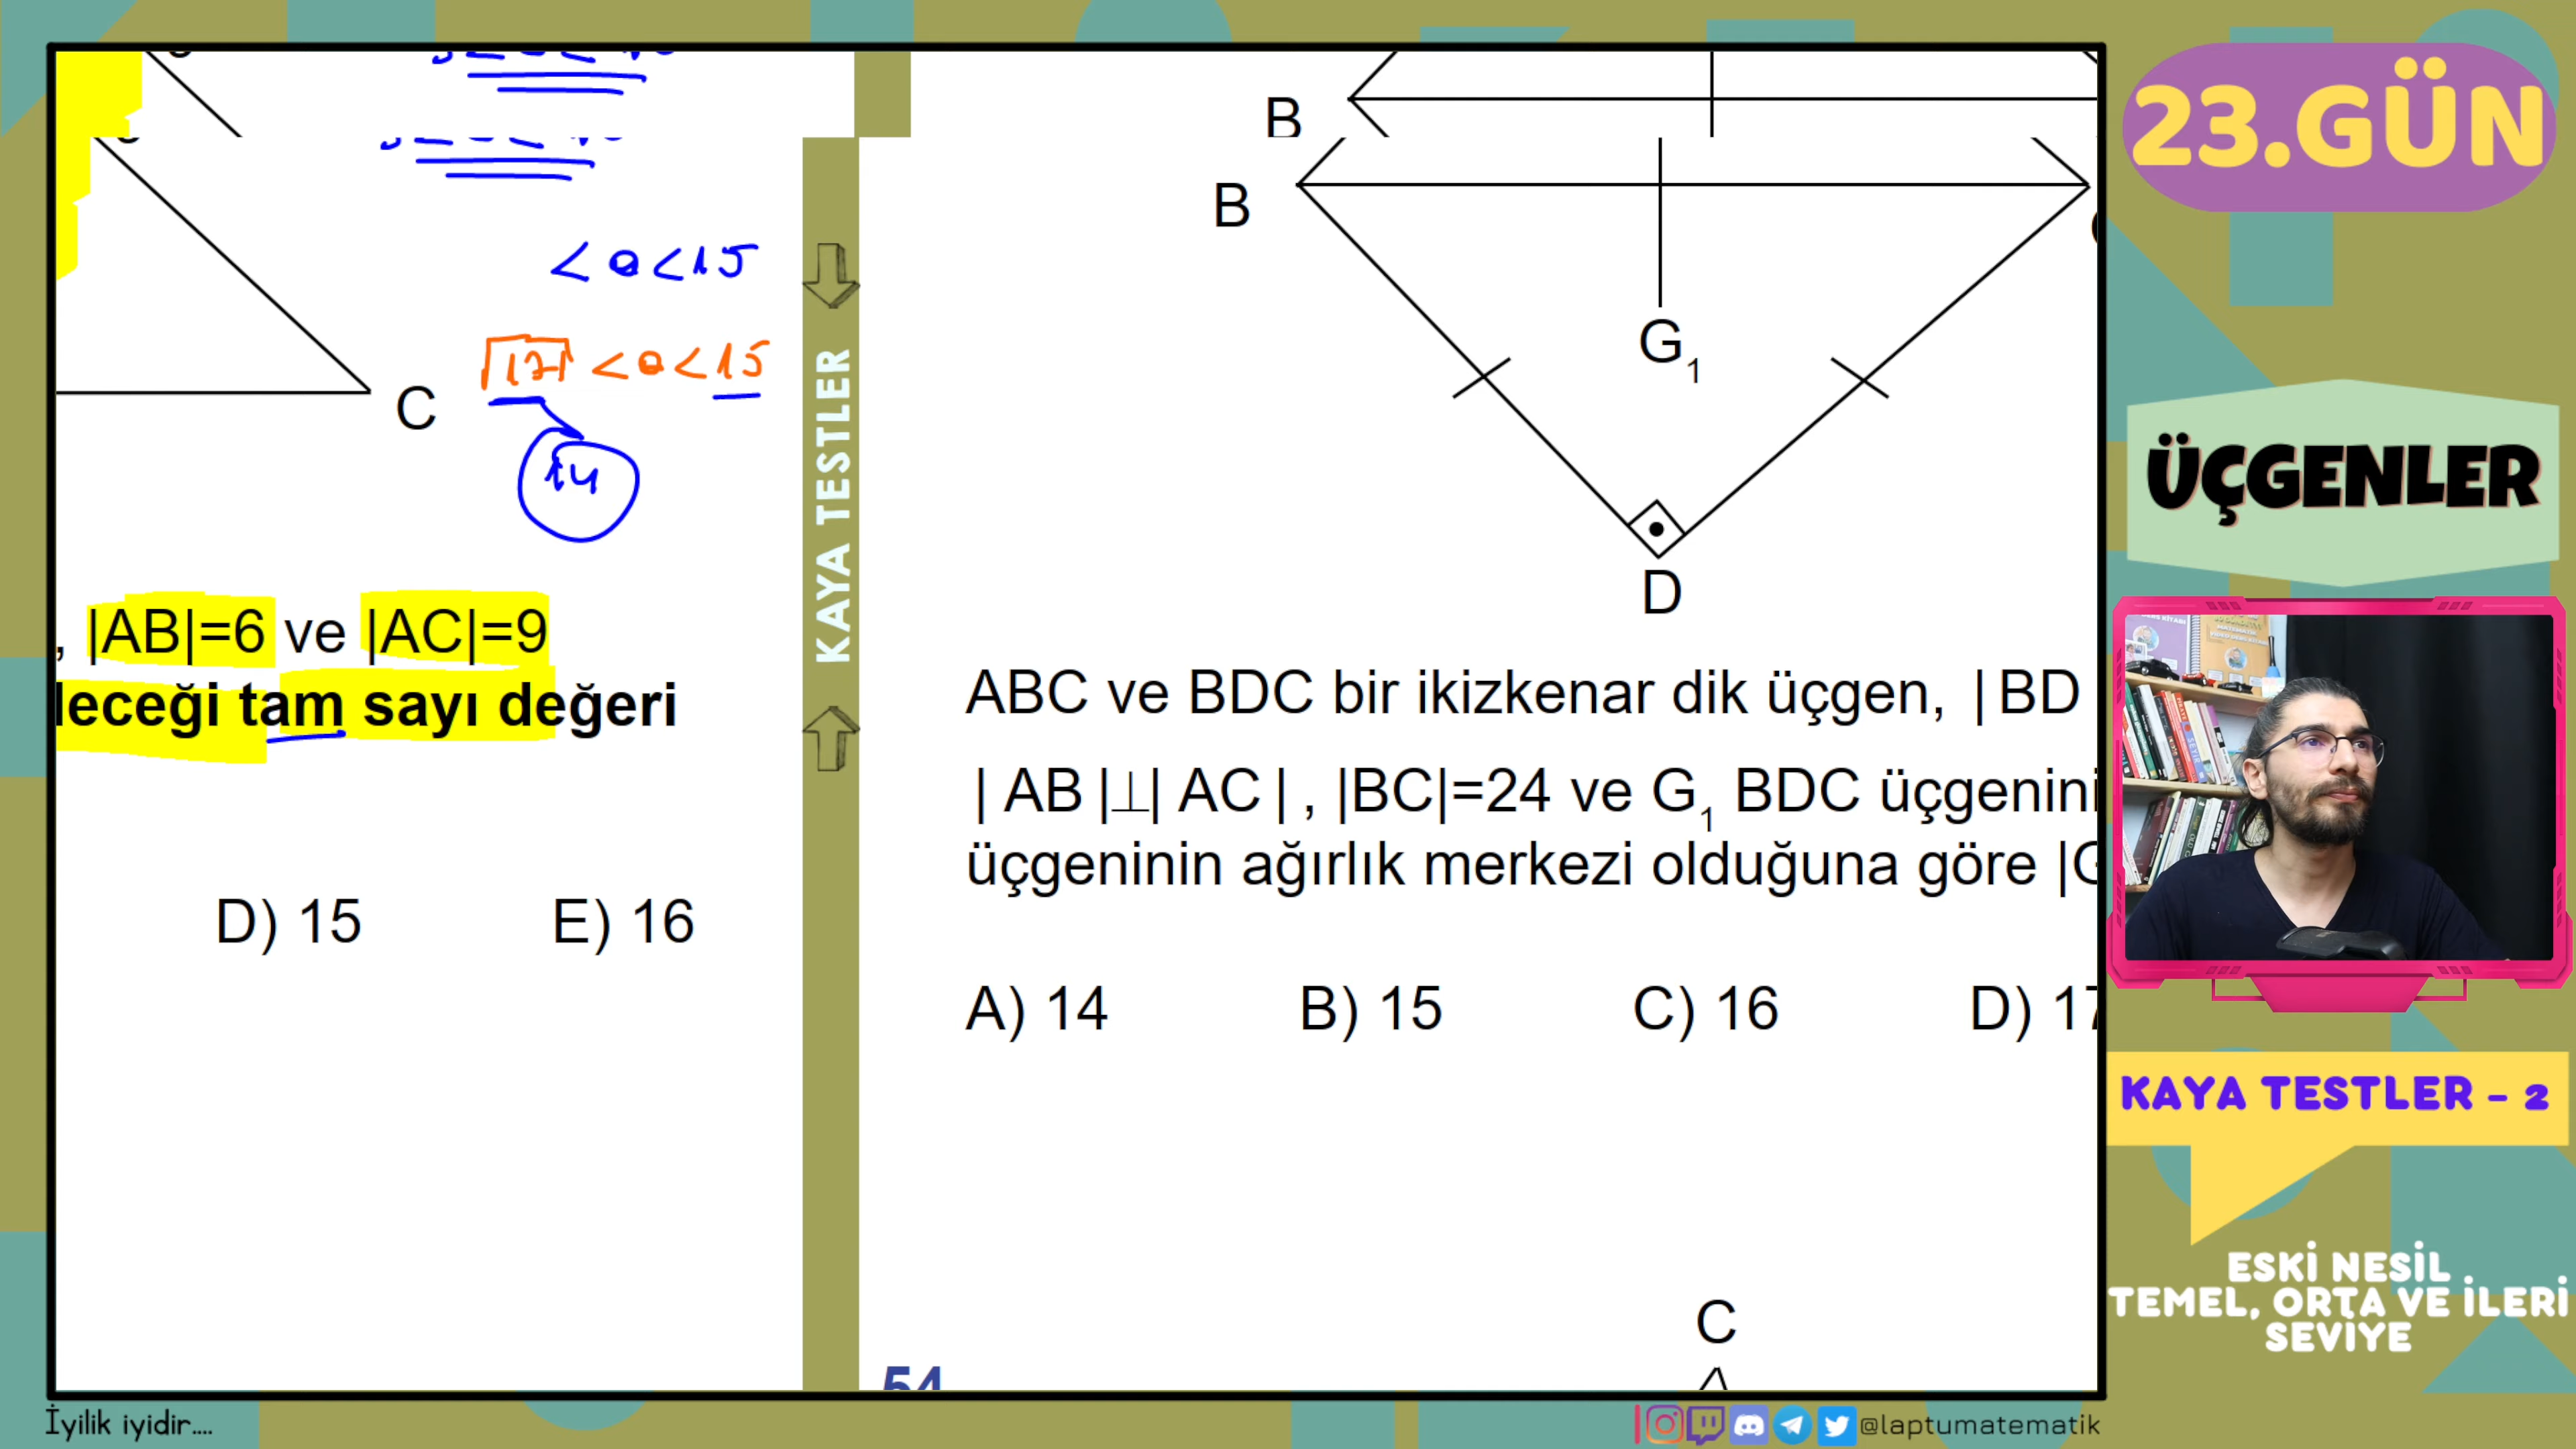 23.GÜN
ÜÇGENLER
KAYA TESTLER - 2
ESKİ NESİL
TEMEL, ORTA VE İLERİ
SEVİYE
B
B
< a < 15
√121 < a < 15
14
C
G1
D
KAYA TESTLER
, |AB|=6 ve |AC|=9
leceği tam sayı değeri
D) 15 E) 16
ABC ve BDC bir ikizkenar dik üçgen, |BD
|AB|⊥|AC|, |BC|=24 ve G1 BDC üçgenini
üçgeninin ağırlık merkezi olduğuna göre |G
A) 14 B) 15 C) 16 D) 17
C
54
İyilik iyidir....
@laptumatematik